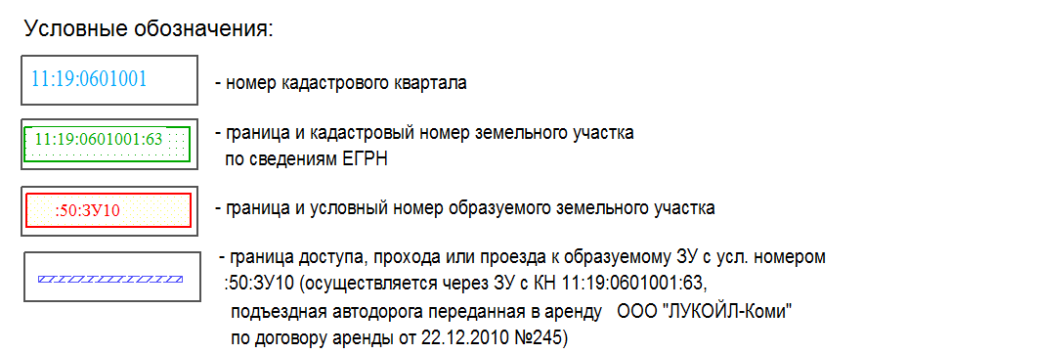 Условные обозначения:
11:19:0601001
- номер кадастрового квартала
11:19:0601001:63
- граница и кадастровый номер земельного участка
по сведениям ЕГРН
:50:ЗУ10
- граница и условный номер образуемого земельного участка
- граница доступа, прохода или проезда к образуемому ЗУ с усл. номером
:50:ЗУ10 (осуществляется через ЗУ с КН 11:19:0601001:63,
подъездная автодорога переданная в аренду ООО "ЛУКОЙЛ-Коми"
по договору аренды от 22.12.2010 №245)